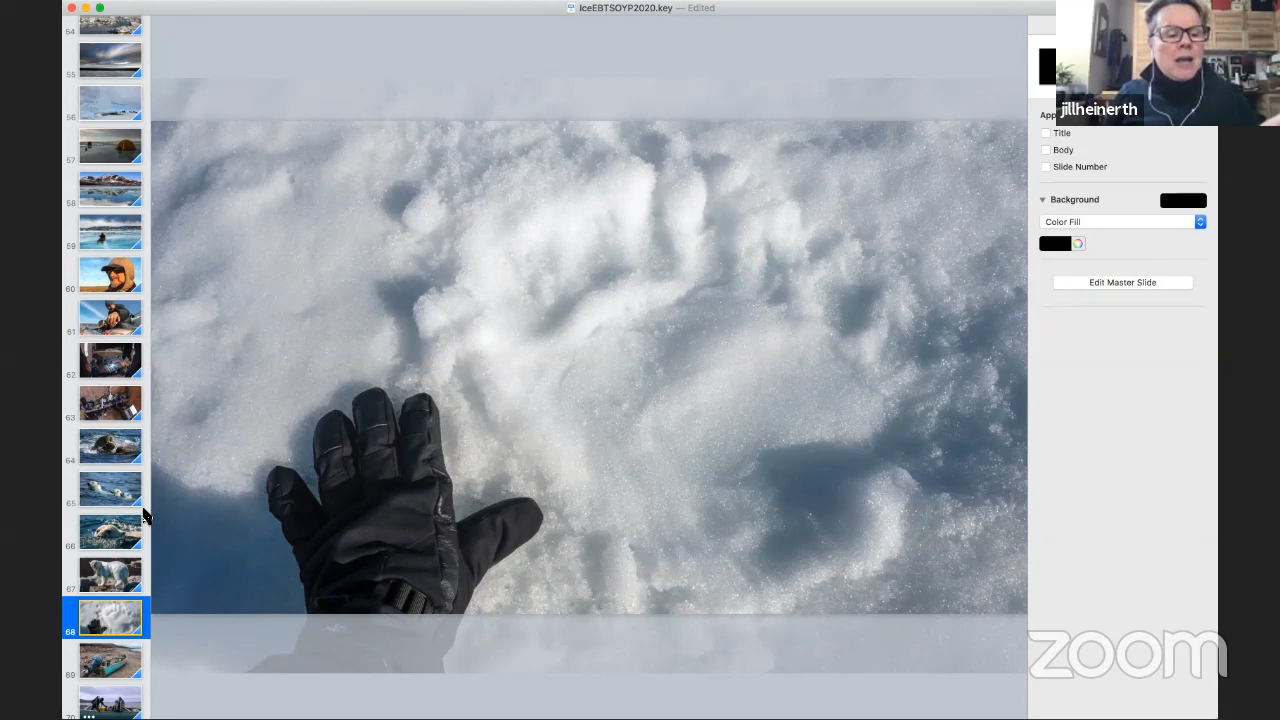 IceEBTSOYP2020.key — Edited
54
55
56
57
58
59
60
61
62
63
64
65
66
67
68
69
70
jillheinerth
Title
Body
Slide Number
Background
Color Fill
Edit Master Slide
zoom